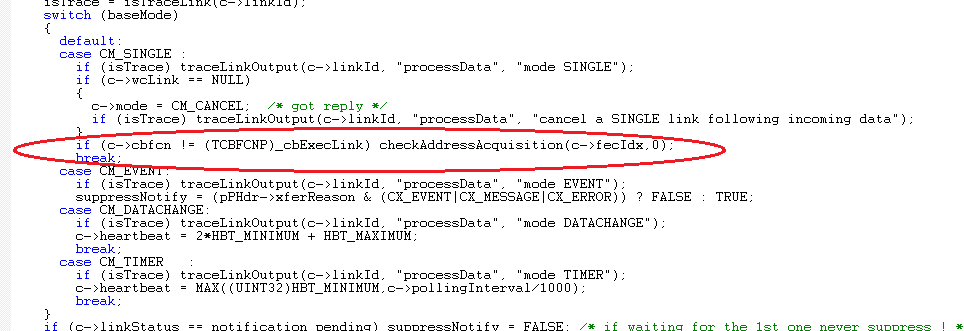 isTrace = isTraceLink(c->linkId);
switch (baseMode)
{
default:
case CM_SINGLE :
if (isTrace) traceLinkOutput(c->linkId, "processData", "mode SINGLE");
if (c->wcLink == NULL)
{
c->mode = CM_CANCEL; /* got reply */
if (isTrace) traceLinkOutput(c->linkId, "processData", "cancel a SINGLE link following incoming data");
}
if (c->cbfcn != (TCBFCNP)_cbExecLink) checkAddressAcquisition(c->fecIdx,0);
break;
case CM_EVENT:
if (isTrace) traceLinkOutput(c->linkId, "processData", "mode EVENT");
suppressNotify = (pPHdr->xferReason & (CX_EVENT|CX_MESSAGE|CX_ERROR)) ? FALSE : TRUE;
case CM_DATACHANGE:
if (isTrace) traceLinkOutput(c->linkId, "processData", "mode DATACHANGE");
c->heartbeat = 2*HBT_MINIMUM + HBT_MAXIMUM;
break;
case CM_TIMER :
if (isTrace) traceLinkOutput(c->linkId, "processData", "mode TIMER");
c->heartbeat = MAX((UINT32)HBT_MINIMUM,c->pollingInterval/1000);
break;
}
if (c->linkStatus == notification_pending) suppressNotify = FALSE; /* if waiting for the 1st one never suppress ! *